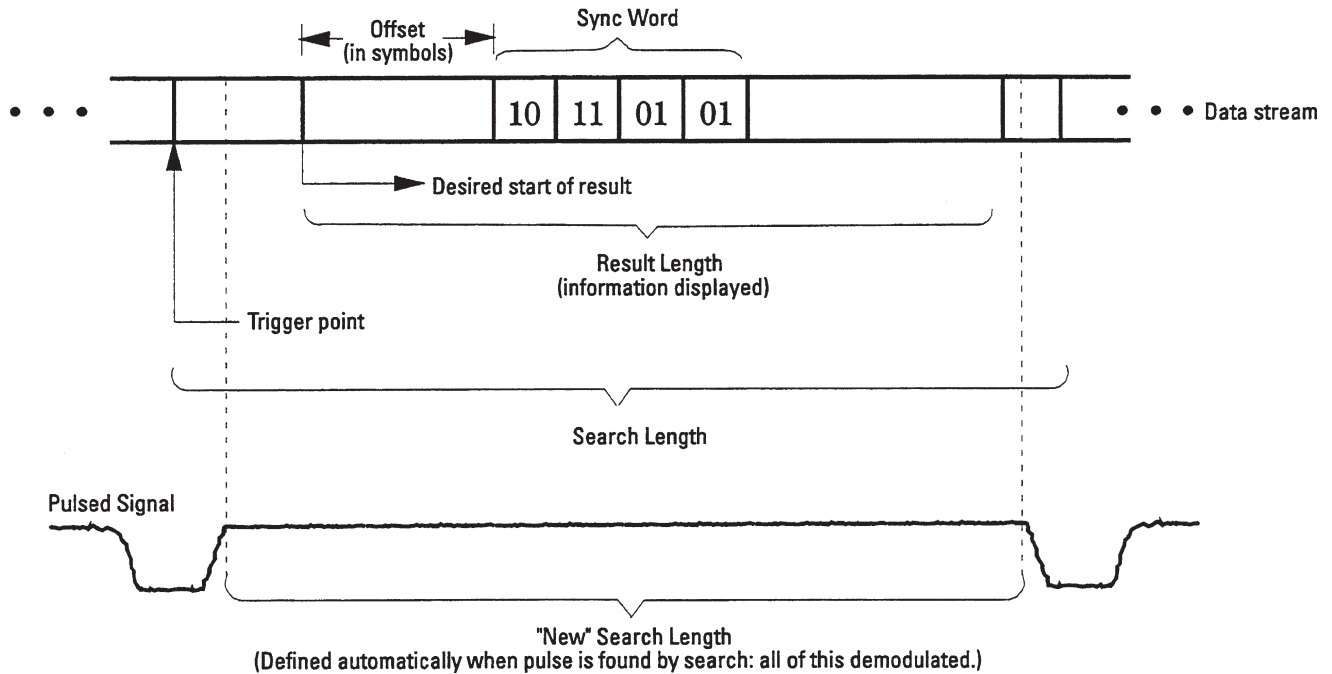 Offset
(in symbols)
Sync Word
10 11 01 01
• • • Data stream
Desired start of result
Result Length
(information displayed)
Trigger point
Search Length
Pulsed Signal
"New" Search Length
(Defined automatically when pulse is found by search: all of this demodulated.)